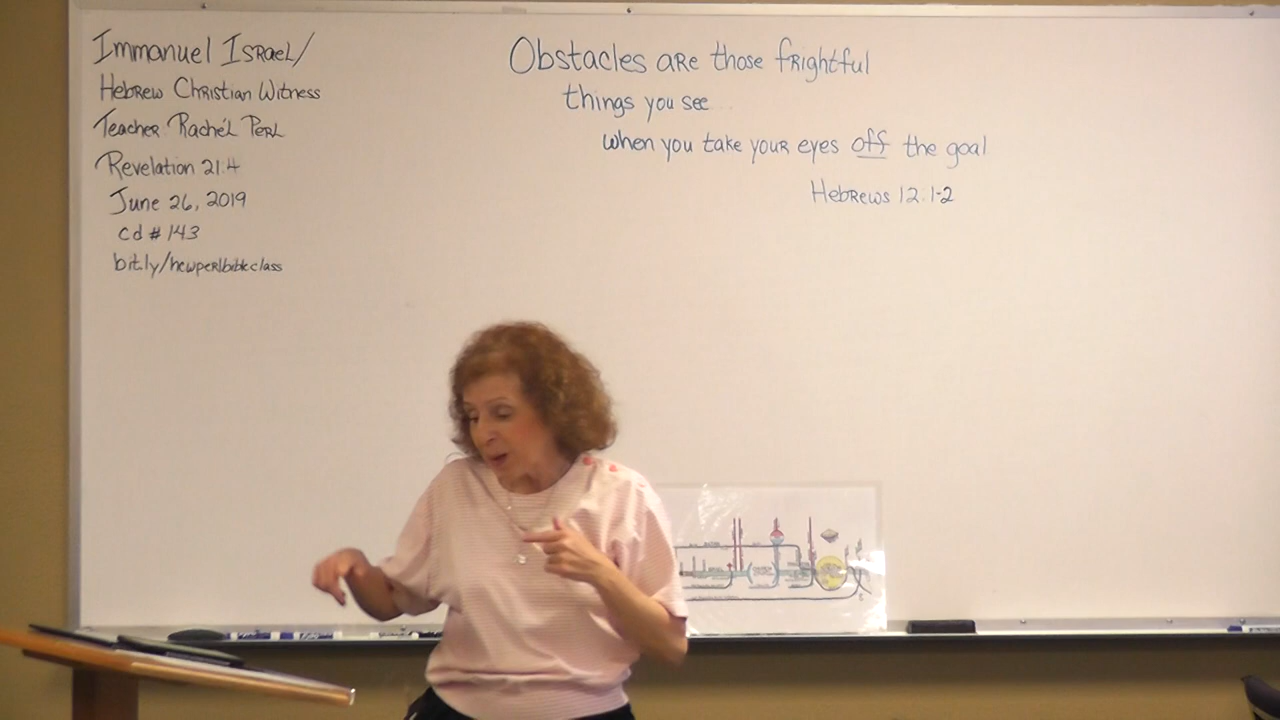 Immanuel Israel/
Hebrew Christian Witness
Teacher Rachél Perl
Revelation 21:4
June 26, 2019
cd # 143
bit.ly/newperlbibleclass
Obstacles are those frightful
things you see
when you take your eyes off the goal
Hebrews 12:1-2